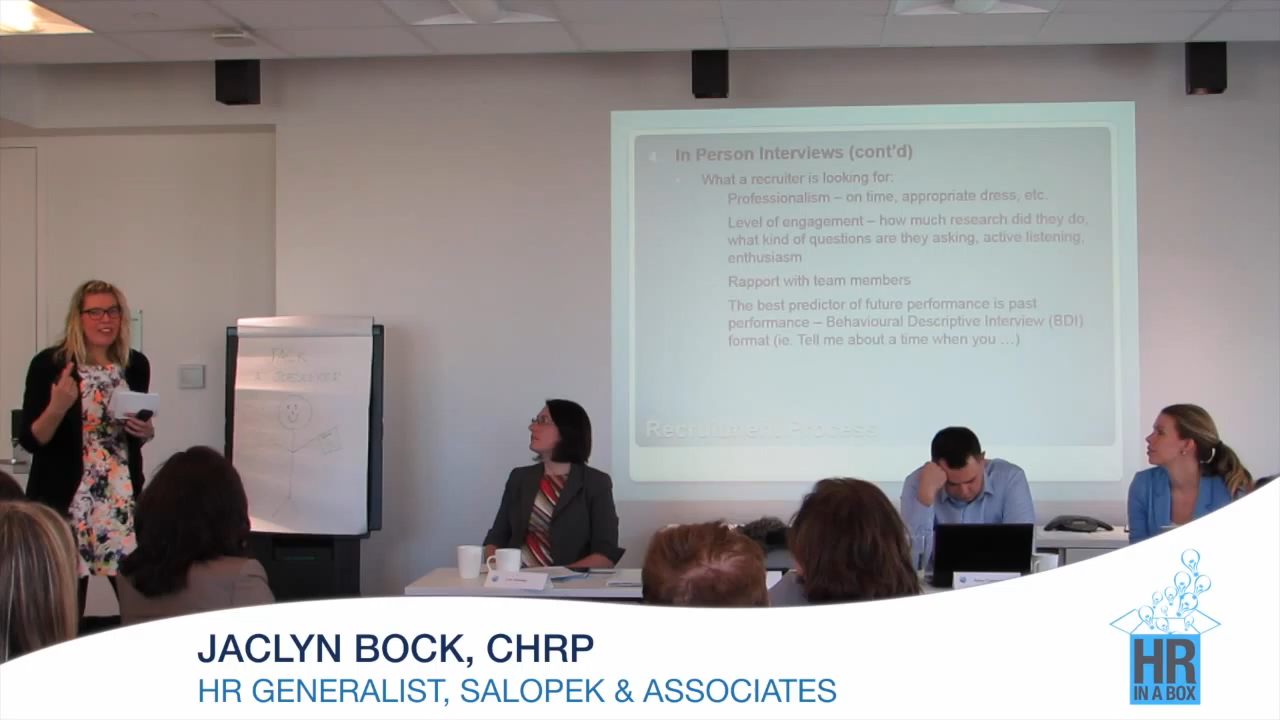 In Person Interviews (cont'd)
What a recruiter is looking for:
Professionalism – on time, appropriate dress, etc.
Level of engagement – how much research did they do,
what kind of questions are they asking, active listening,
enthusiasm
Rapport with team members
The best predictor of future performance is past
performance – Behavioural Descriptive Interview (BDI)
format (ie. Tell me about a time when you ...)
Recruitment Process
JACK
JOBSEEKER
JACLYN BOCK, CHRP
HR GENERALIST, SALOPEK & ASSOCIATES
HR
IN A BOX